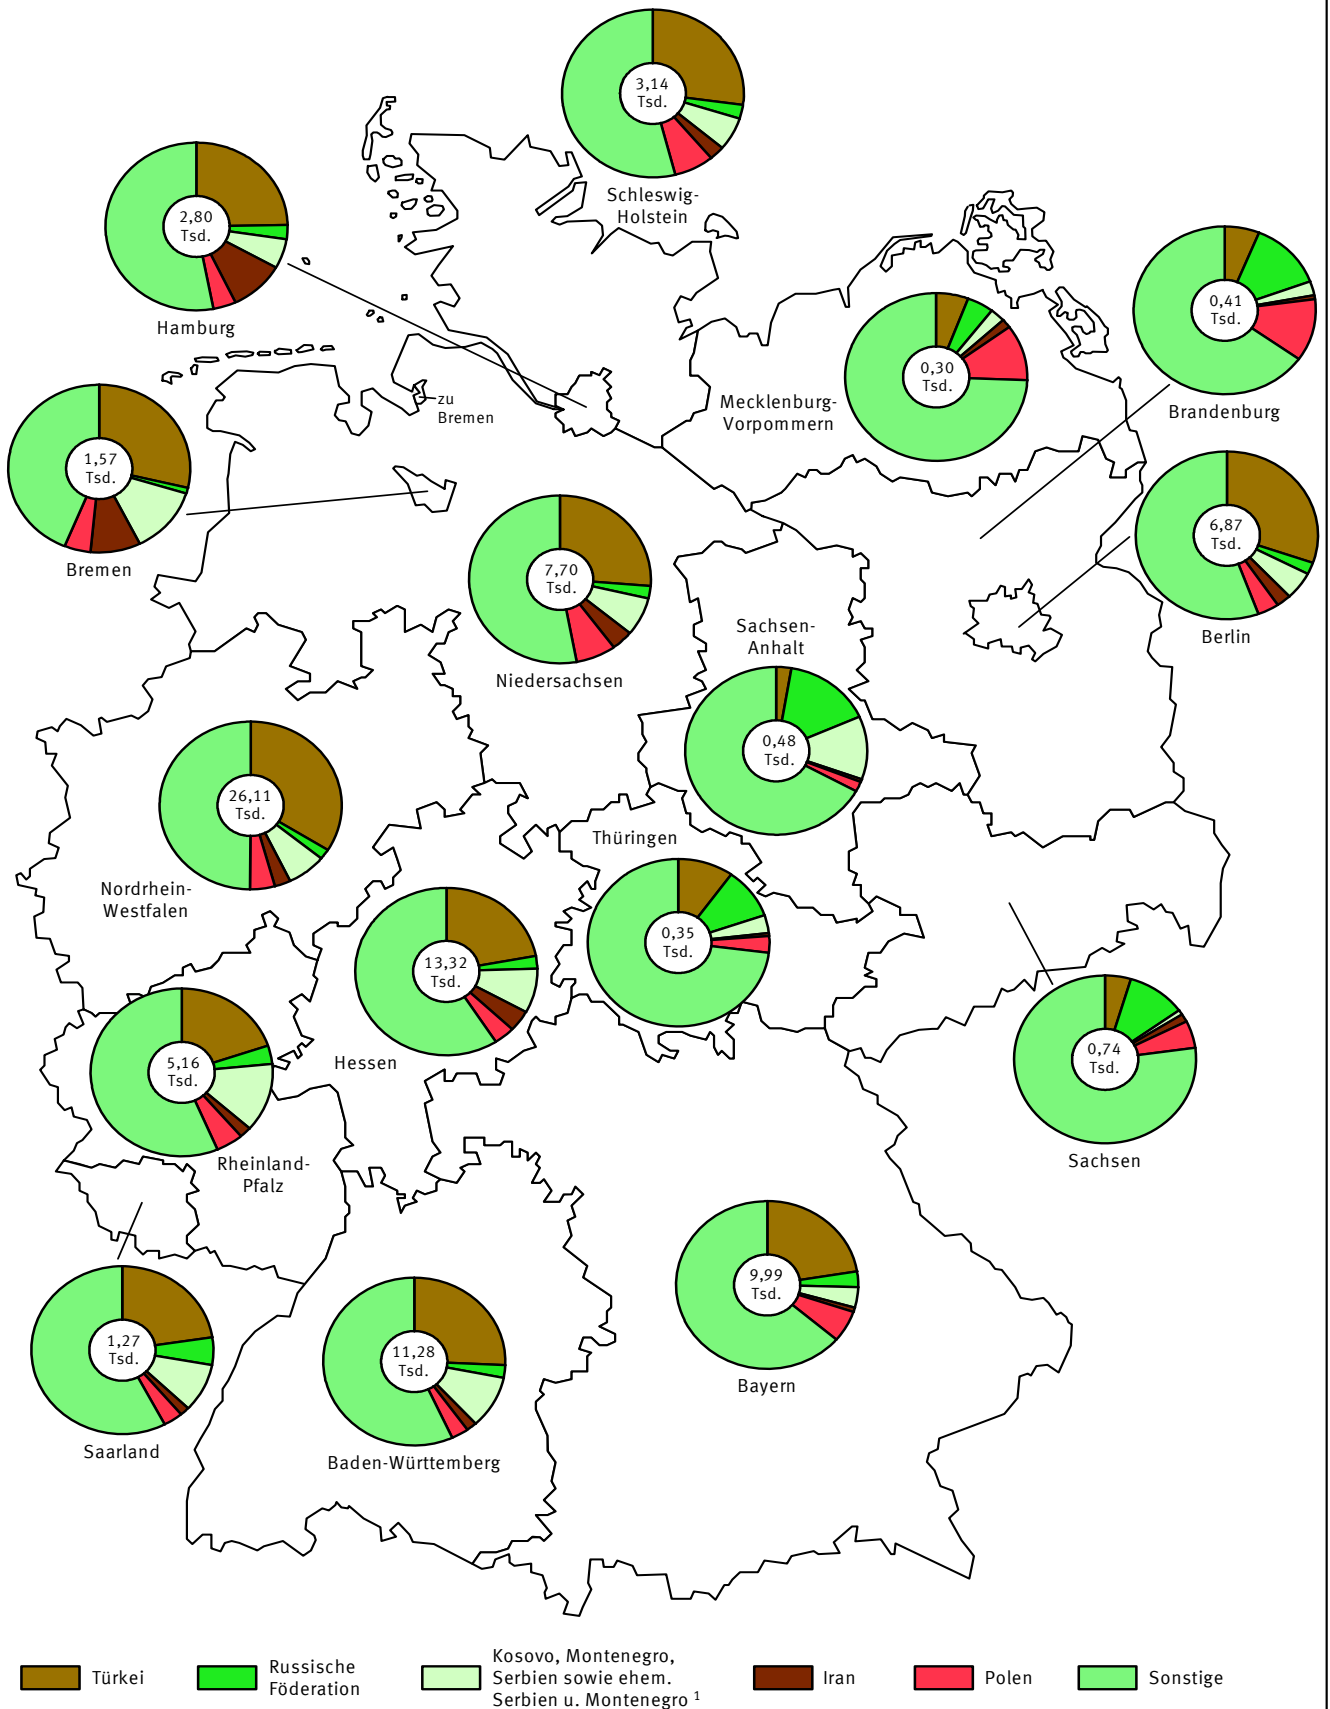 3,14
Tsd.
Schleswig-
Holstein
2,80
Tsd.
Hamburg
0,41
Tsd.
Brandenburg
0,30
Tsd.
Mecklenburg-
Vorpommern
zu
Bremen
1,57
Tsd.
Bremen
6,87
Tsd.
Berlin
7,70
Tsd.
Niedersachsen
Sachsen-
Anhalt
0,48
Tsd.
26,11
Tsd.
Nordrhein-
Westfalen
Thüringen
0,35
Tsd.
13,32
Tsd.
Hessen
5,16
Tsd.
Rheinland-
Pfalz
0,74
Tsd.
Sachsen
9,99
Tsd.
Bayern
1,27
Tsd.
Saarland
11,28
Tsd.
Baden-Württemberg
Türkei
Russische
Föderation
Kosovo, Montenegro,
Serbien sowie ehem.
Serbien u. Montenegro 1
Iran
Polen
Sonstige